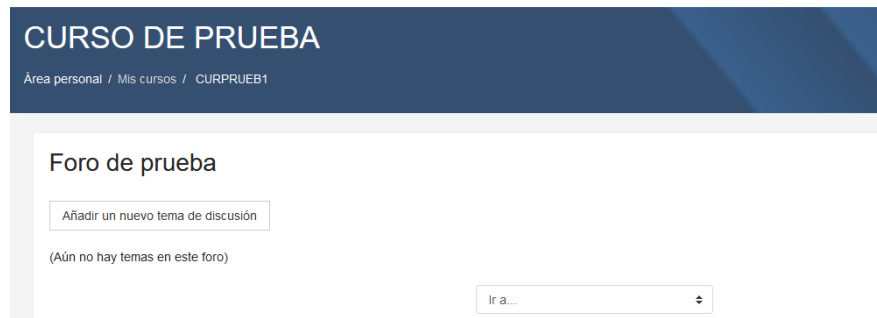 CURSO DE PRUEBA
Área personal / Mis cursos / CURPRUEB1
Foro de prueba
Añadir un nuevo tema de discusión
(Aún no hay temas en este foro)
Ir a...